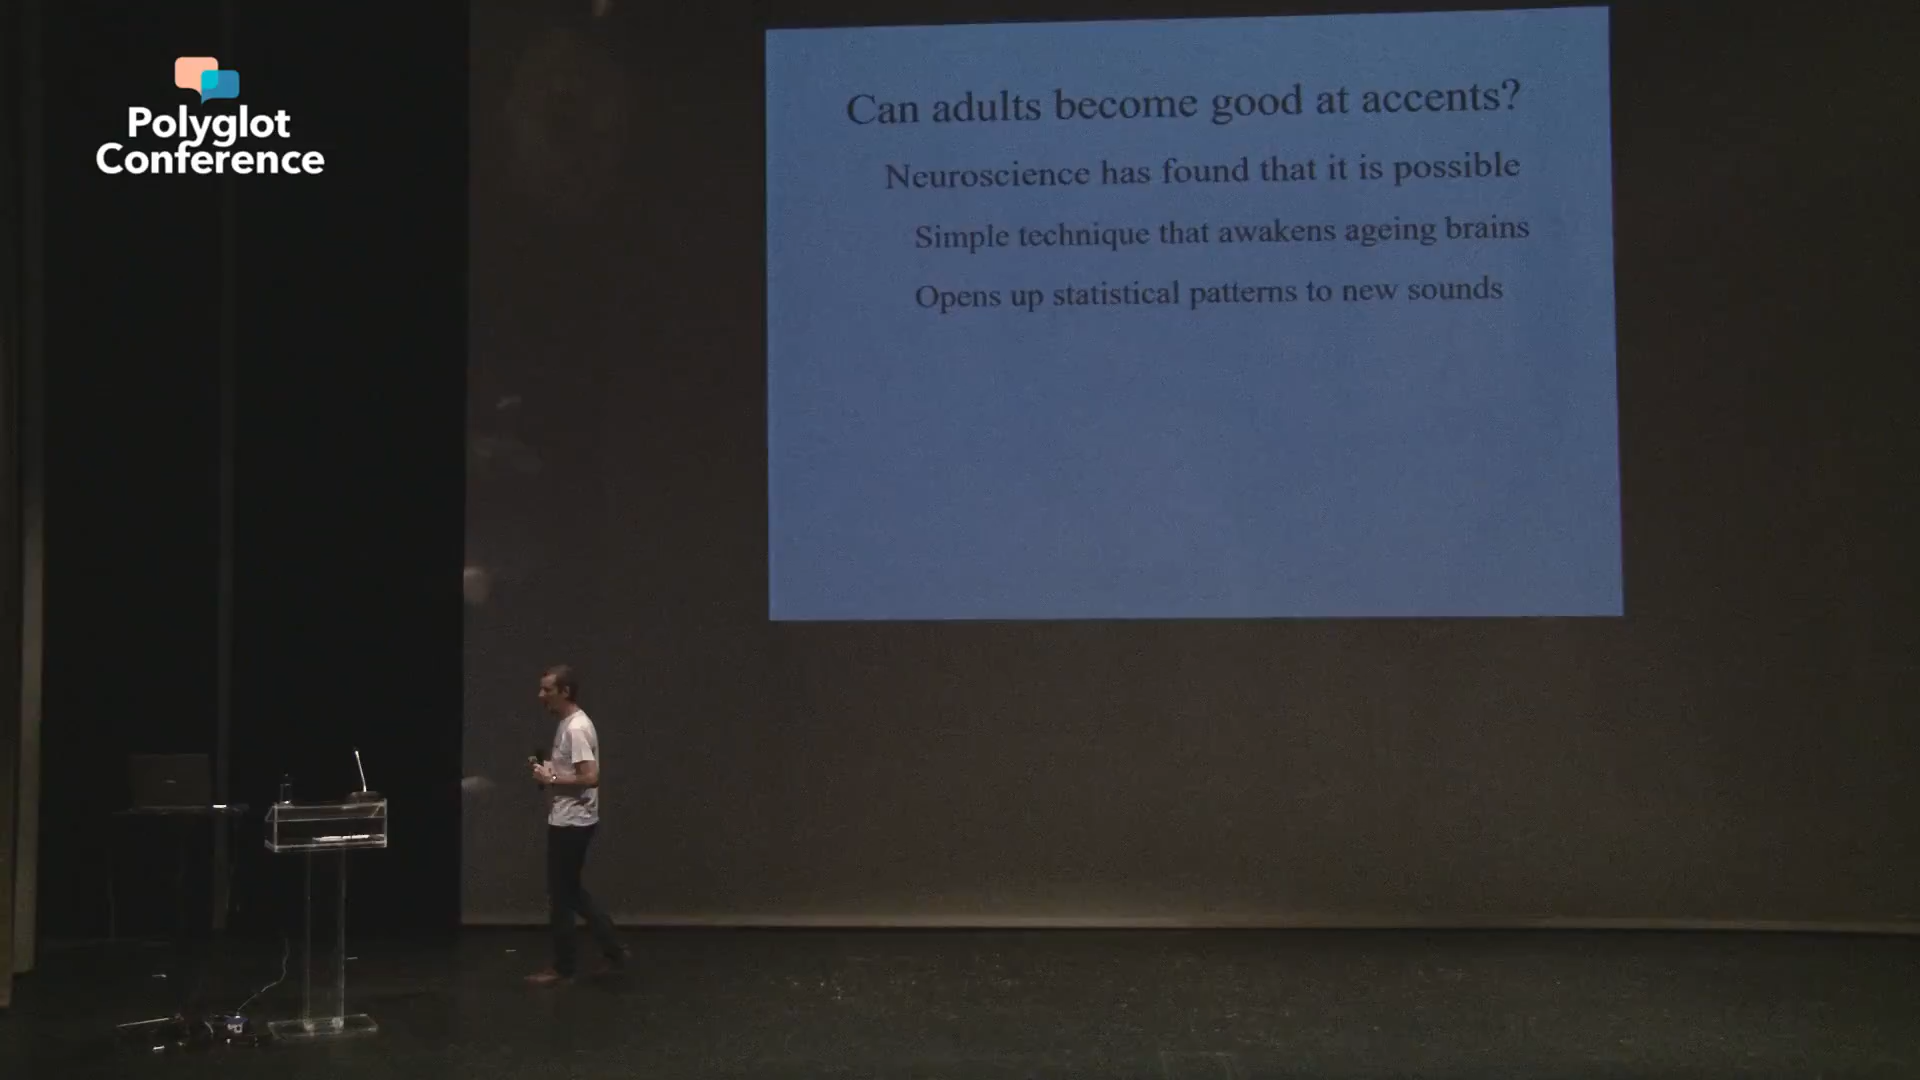 Polyglot
Conference
Can adults become good at accents?
Neuroscience has found that it is possible
Simple technique that awakens ageing brains
Opens up statistical patterns to new sounds